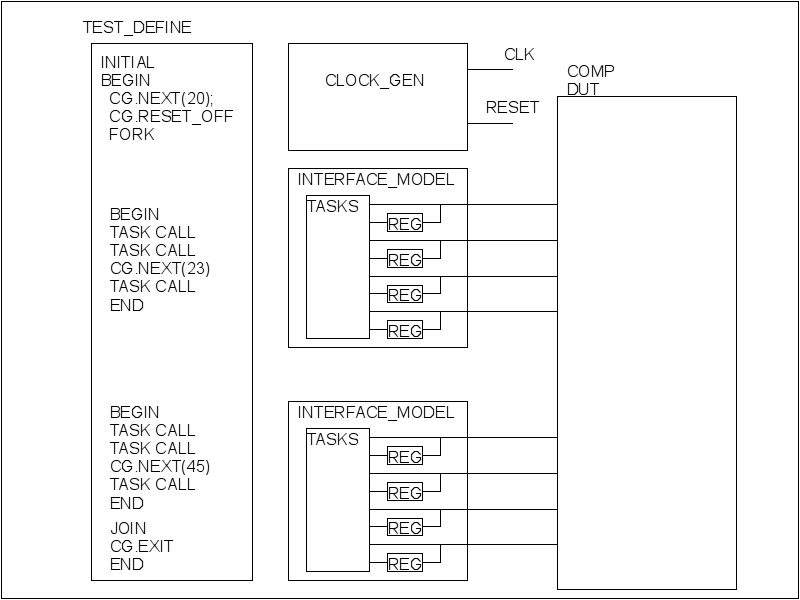 TEST_DEFINE
INITIAL
BEGIN
CG.NEXT(20);
CG.RESET_OFF
FORK
BEGIN
TASK CALL
TASK CALL
CG.NEXT(23)
TASK CALL
END
BEGIN
TASK CALL
TASK CALL
CG.NEXT(45)
TASK CALL
END
JOIN
CG.EXIT
END
CLOCK_GEN
CLK
RESET
COMP
DUT
INTERFACE_MODEL
TASKS
REG
REG
REG
REG
INTERFACE_MODEL
TASKS
REG
REG
REG
REG